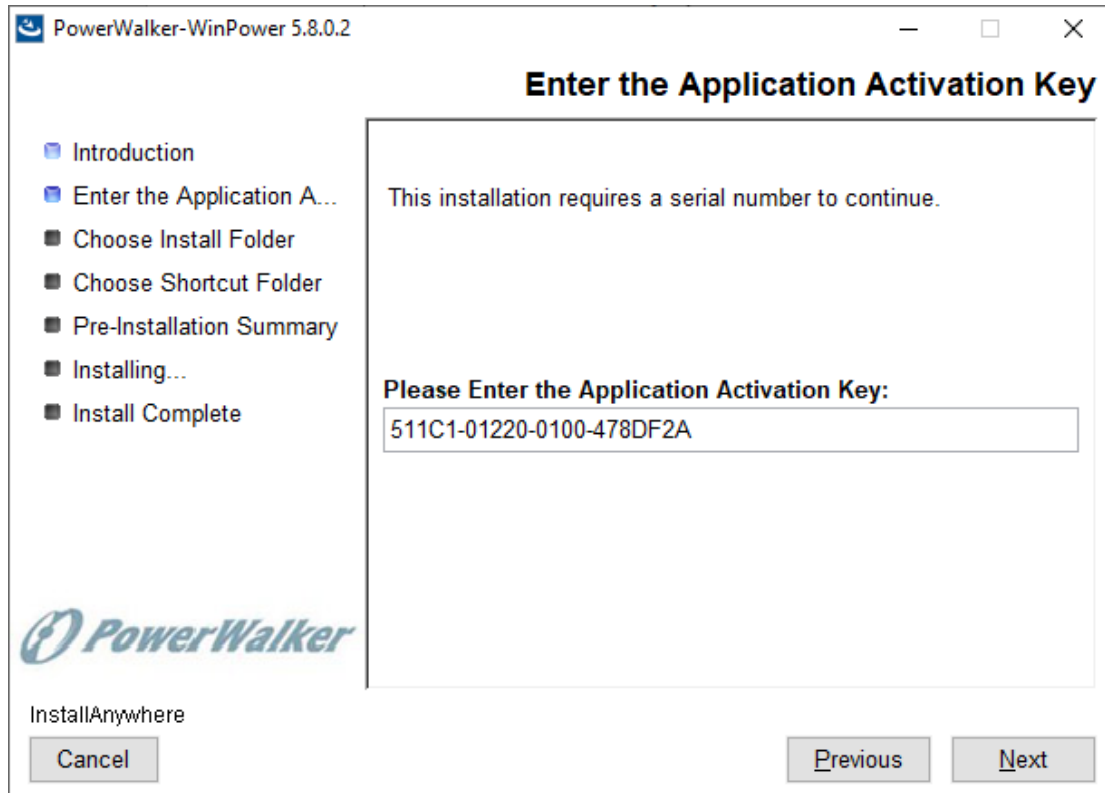 PowerWalker-WinPower 5.8.0.2
Enter the Application Activation Key
Introduction
Enter the Application A...
Choose Install Folder
Choose Shortcut Folder
Pre-Installation Summary
Installing...
Install Complete
This installation requires a serial number to continue.
Please Enter the Application Activation Key:
511C1-01220-0100-478DF2A
PowerWalker
InstallAnywhere
Cancel
Previous
Next